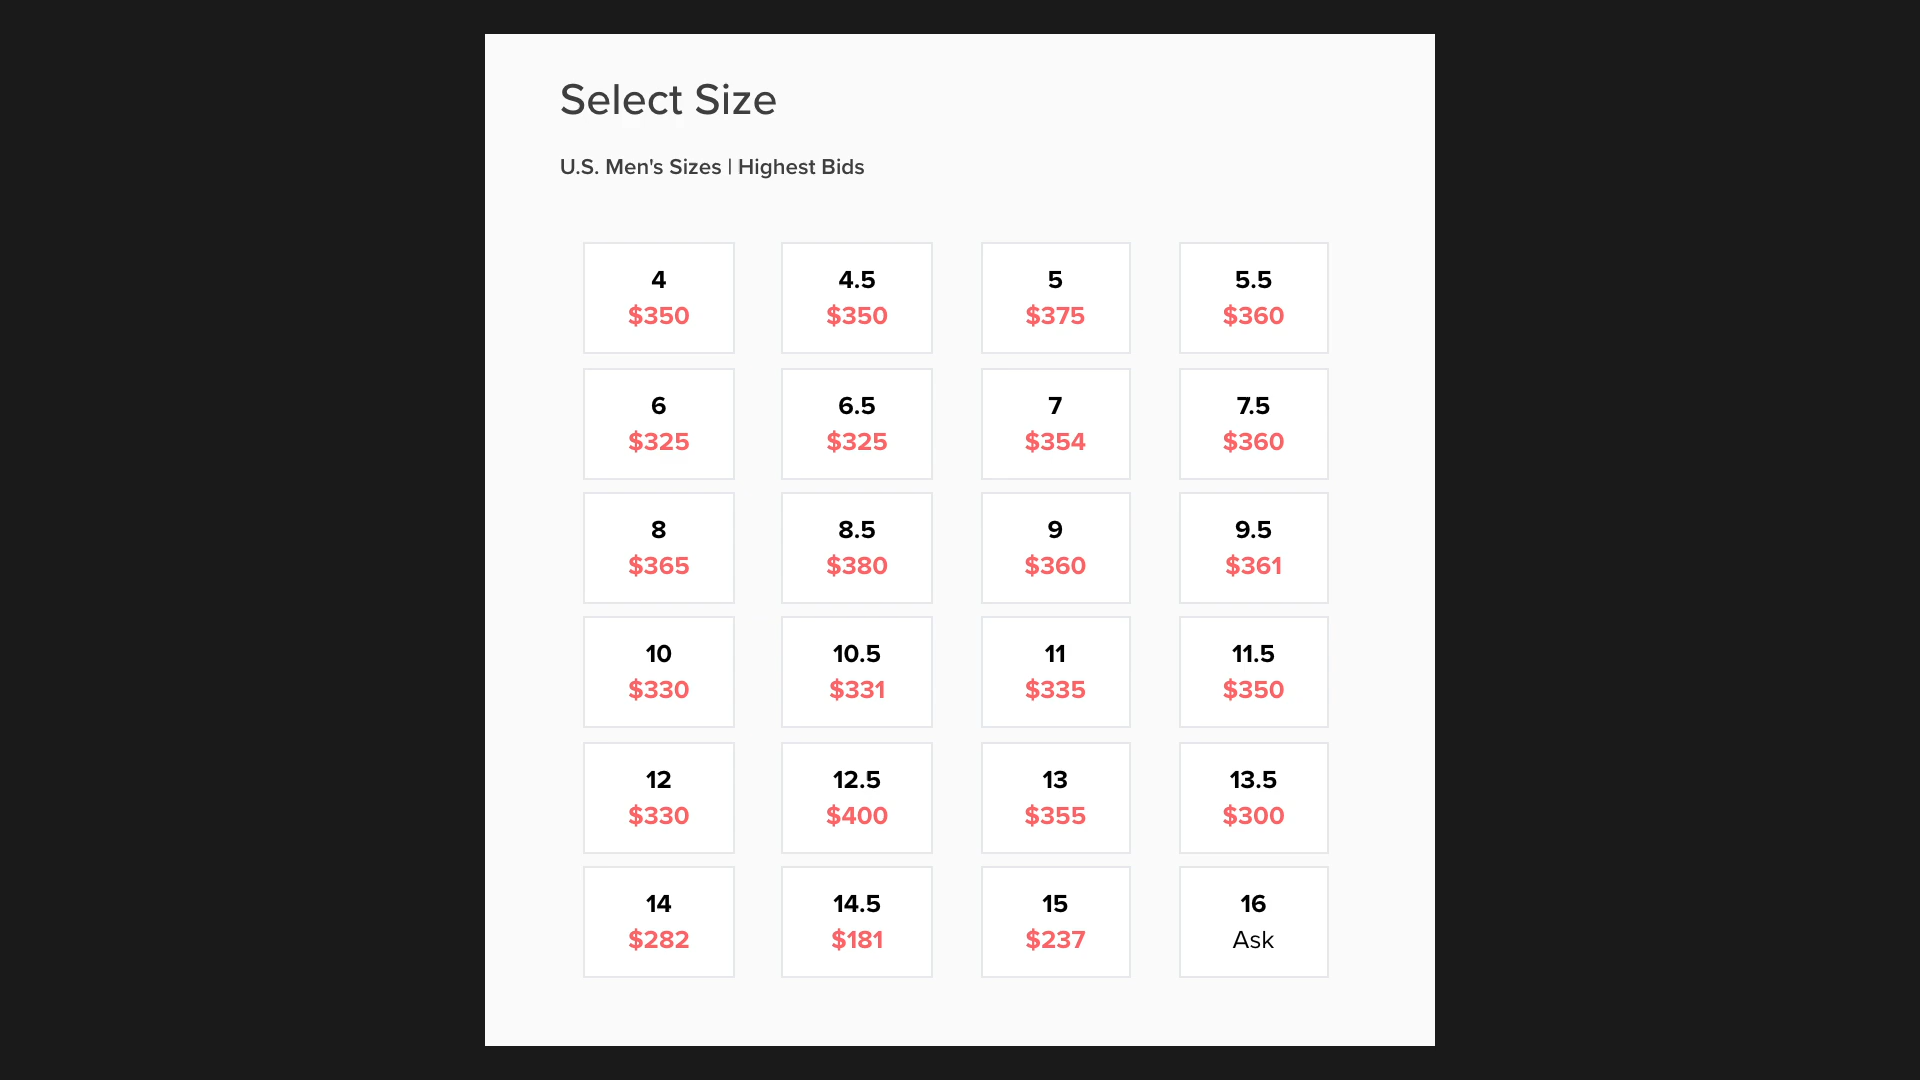 Select Size
U.S. Men's Sizes | Highest Bids
4 4.5 5 5.5
$350 $350 $375 $360
6 6.5 7 7.5
$325 $325 $354 $360
8 8.5 9 9.5
$365 $380 $360 $361
10 10.5 11 11.5
$330 $331 $335 $350
12 12.5 13 13.5
$330 $400 $355 $300
14 14.5 15 16
$282 $181 $237 Ask